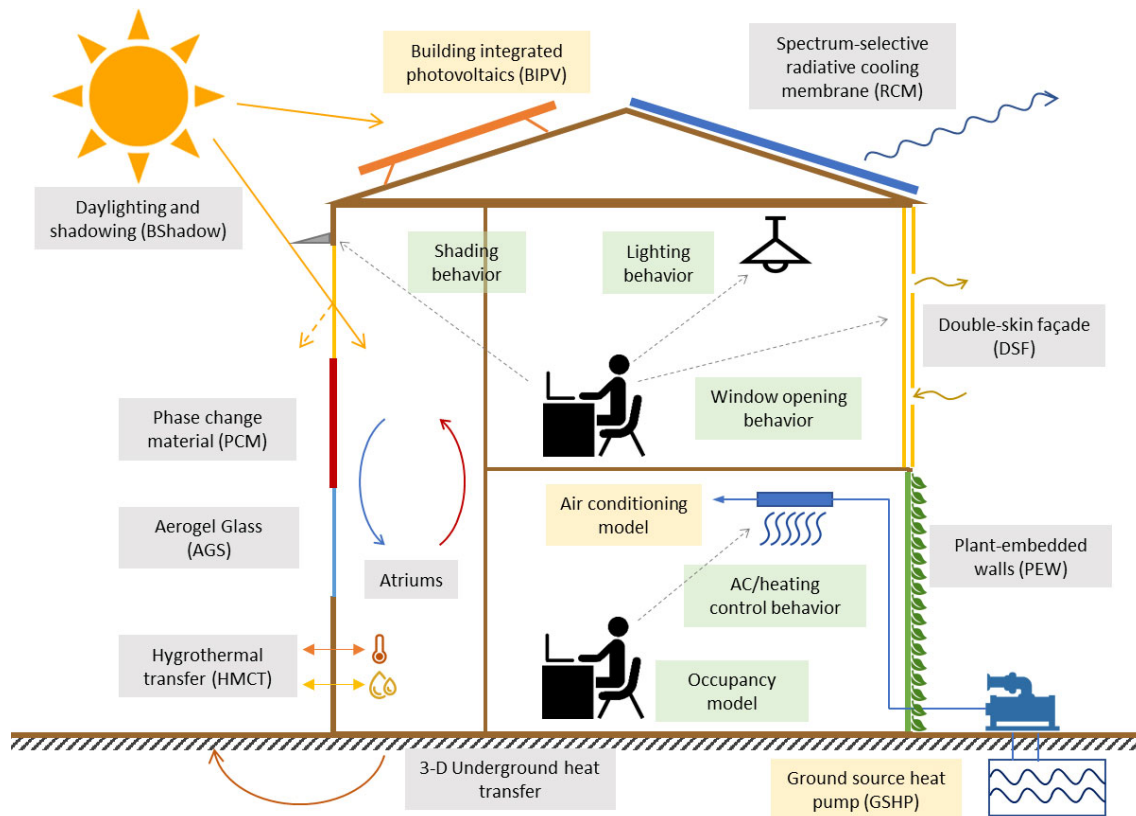 Building integrated
photovoltaics (BIPV)
Spectrum-selective
radiative cooling
membrane (RCM)
Daylighting and
shadowing (BShadow)
Shading
behavior
Lighting
behavior
Double-skin façade
(DSF)
Phase change
material (PCM)
Window opening
behavior
Aerogel Glass
(AGS)
Atriums
Air conditioning
model
Plant-embedded
walls (PEW)
AC/heating
control behavior
Hygrothermal
transfer (HMCT)
Occupancy
model
3-D Underground heat
transfer
Ground source heat
pump (GSHP)